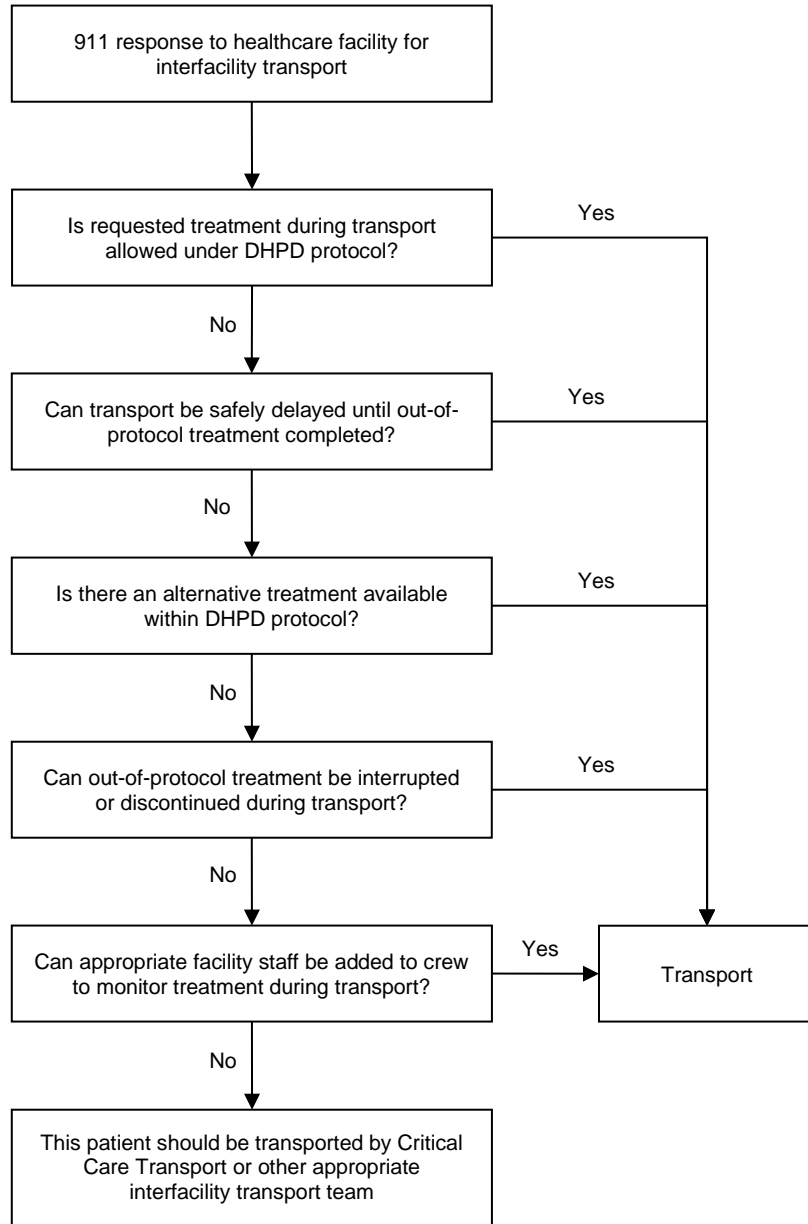 911 response to healthcare facility for
interfacility transport
Is requested treatment during transport
allowed under DHPD protocol?
Yes
No
Can transport be safely delayed until out-of-
protocol treatment completed?
Yes
No
Is there an alternative treatment available
within DHPD protocol?
Yes
No
Can out-of-protocol treatment be interrupted
or discontinued during transport?
Yes
No
Can appropriate facility staff be added to crew
to monitor treatment during transport?
Yes
Transport
No
This patient should be transported by Critical
Care Transport or other appropriate
interfacility transport team